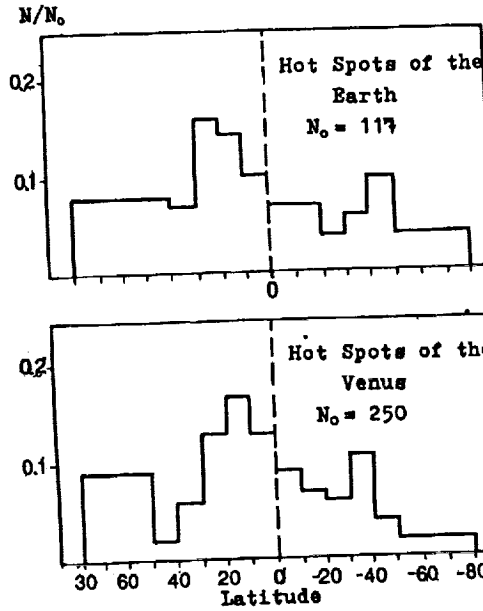 N/N₀
Hot Spots of the
Earth
N₀ = 117
0.2
0.1
0
Hot Spots of the
Venus
N₀ = 250
0.2
0.1
30 60 40 20 0 -20 -40 -60 -80
Latitude